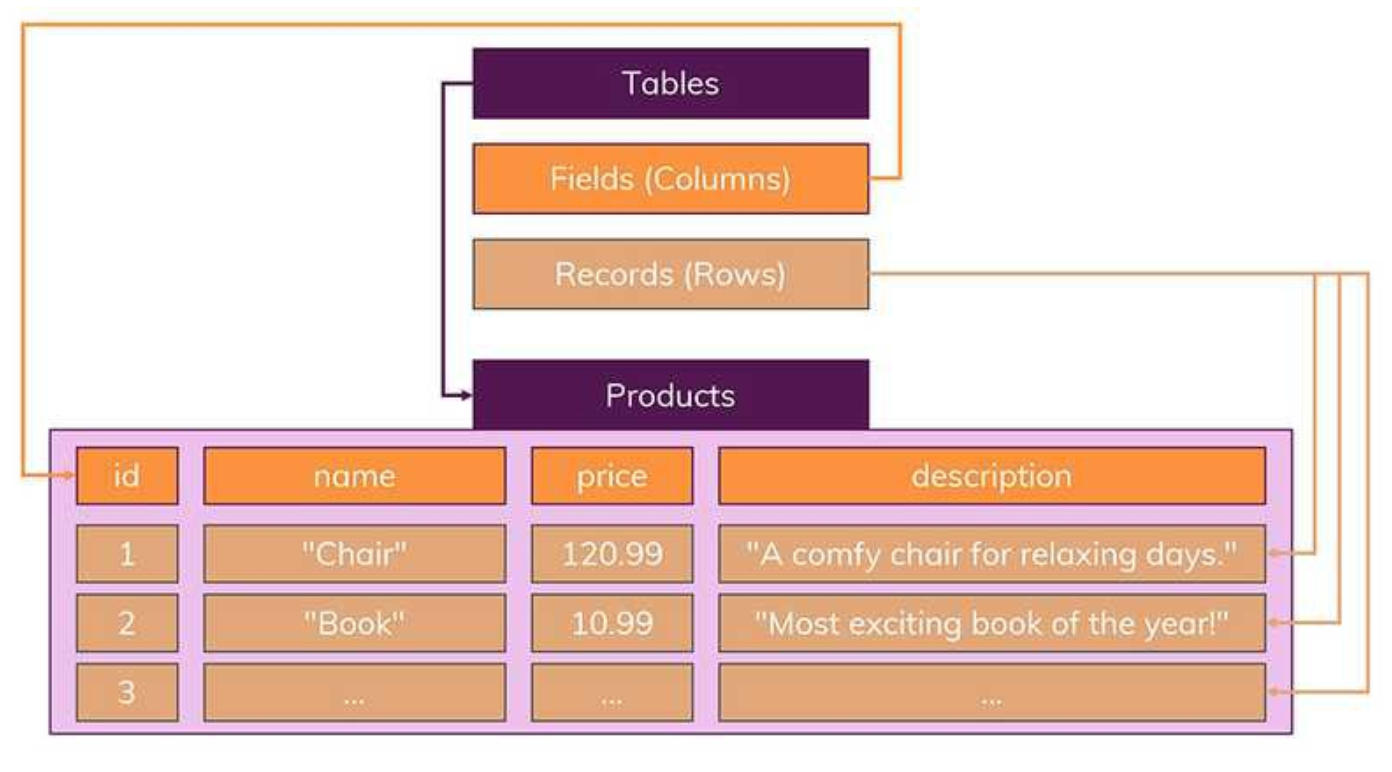 Tables
Fields (Columns)
Records (Rows)
Products
id name price description
1 "Chair" 120.99 "A comfy chair for relaxing days."
2 "Book" 10.99 "Most exciting book of the year!"
3 ... ... ...